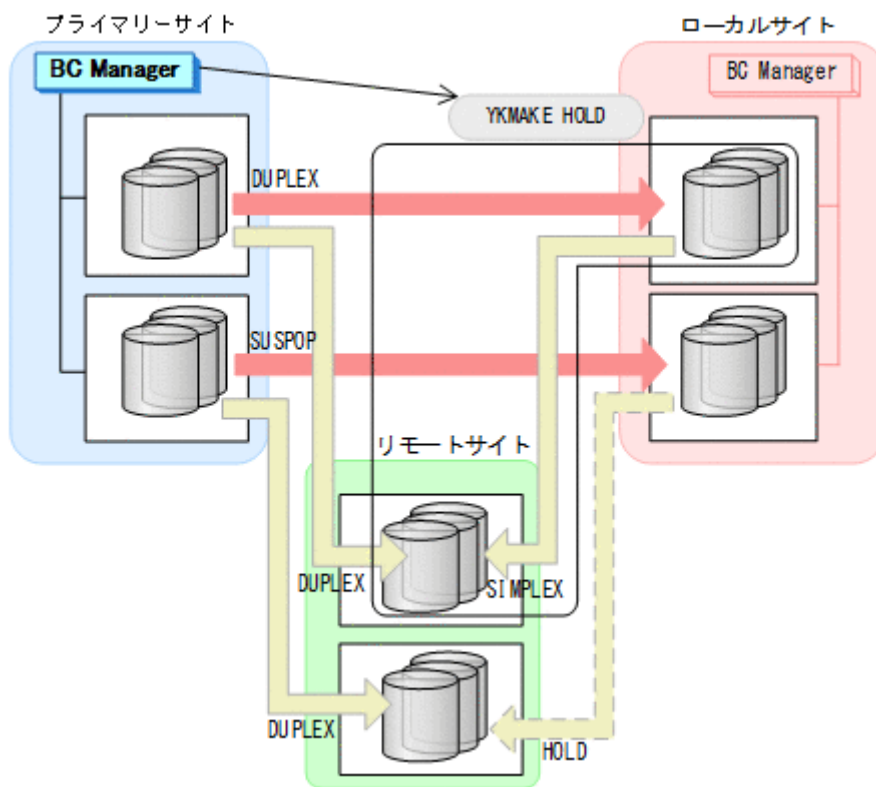 プライマリーサイト
ローカルサイト
BC Manager
BC Manager
YKMAKE HOLD
DUPLEX
SUSPOP
リモートサイト
DUPLEX
SIMPLEX
DUPLEX
HOLD